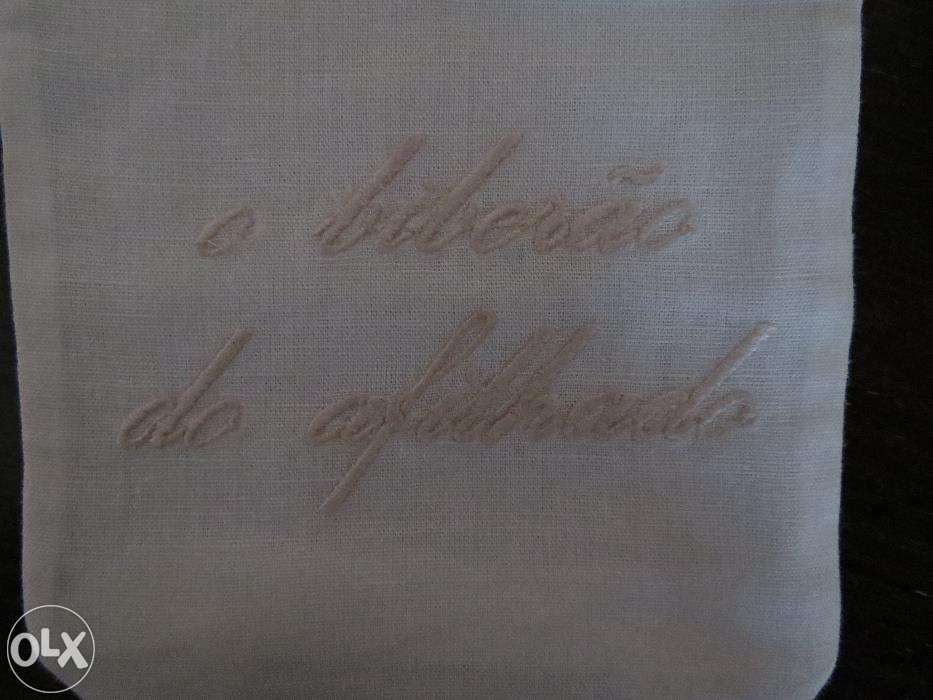 o biberão
do afilhado
OLX